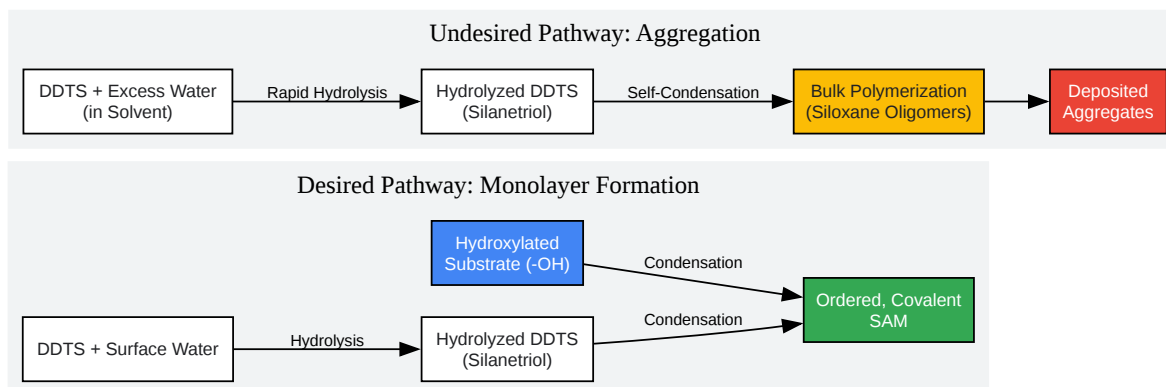 Undesired Pathway: Aggregation
DDTS + Excess Water
(in Solvent)
Rapid Hydrolysis
Hydrolyzed DDTS
(Silanetriol)
Self-Condensation
Bulk Polymerization
(Siloxane Oligomers)
Deposited
Aggregates
Desired Pathway: Monolayer Formation
Hydroxylated
Substrate (-OH)
Condensation
DDTS + Surface Water
Hydrolysis
Hydrolyzed DDTS
(Silanetriol)
Condensation
Ordered, Covalent
SAM